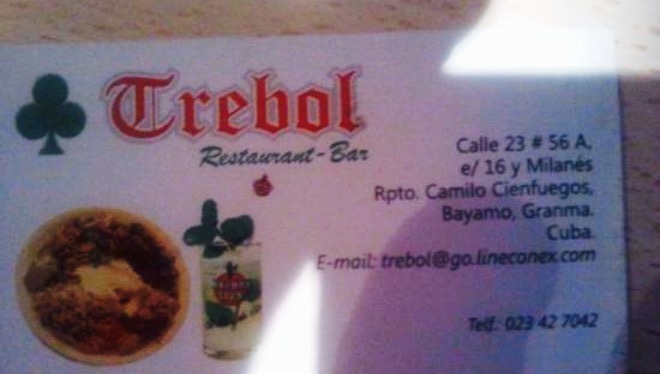 Trebol
Restaurant-Bar
Calle 23 # 56 A,
e/ 16 y Milanés
Rpto. Camilo Cienfuegos,
Bayamo, Granma.
Cuba.
E-mail: trebol@go.lineconex.com
Telf.: 023 42 7042